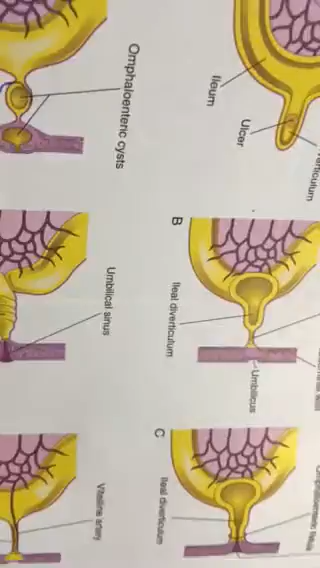 Ulcer
Ileum
Umbilicus
B
Ileal diverticulum
C
Ileal diverticulum
Omphaloenteric cysts
Umbilical sinus
Vitelline artery